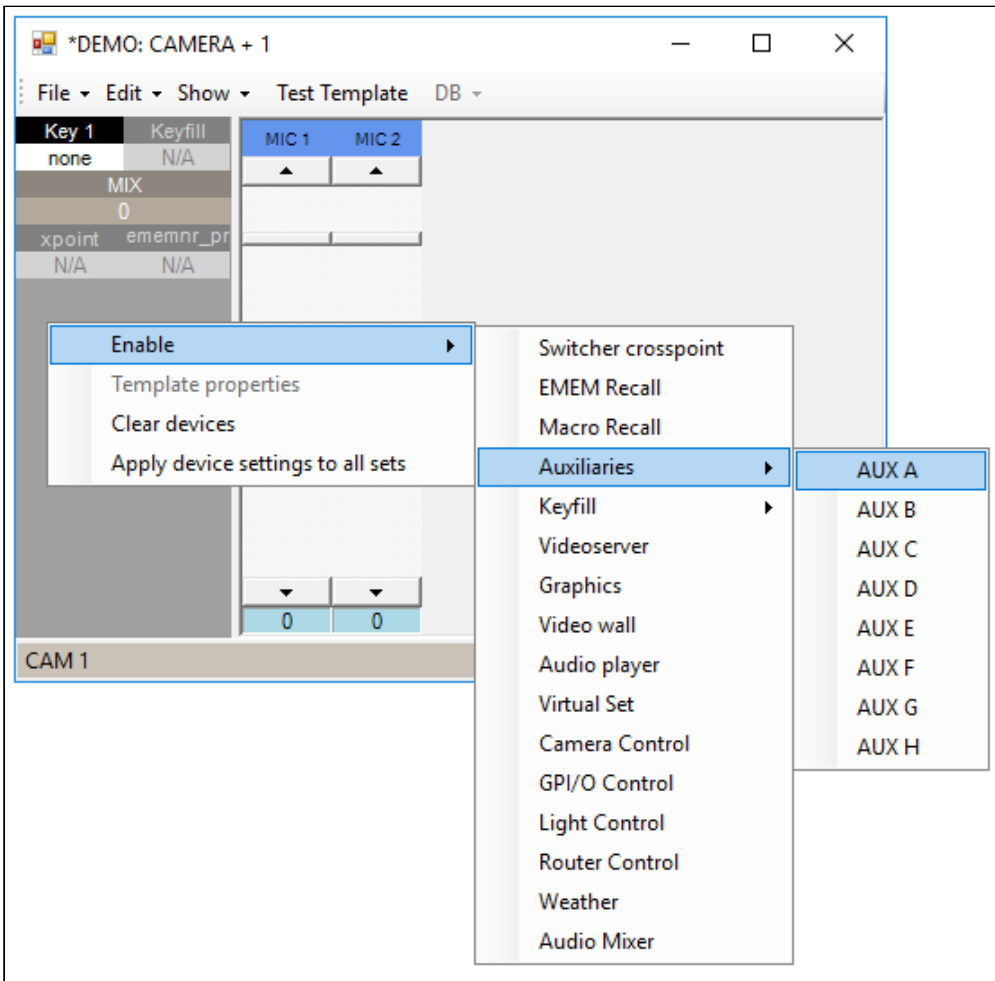 *DEMO: CAMERA + 1
File Edit Show Test Template DB
Key 1 Keyfill MIC 1 MIC 2
none N/A
MIX
0
xpoint ememnr_pr
N/A N/A
Enable
Template properties
Clear devices
Apply device settings to all sets
Switcher crosspoint
EMEM Recall
Macro Recall
Auxiliaries
Keyfill
Videoserver
Graphics
Video wall
Audio player
Virtual Set
Camera Control
GPI/O Control
Light Control
Router Control
Weather
Audio Mixer
AUX A
AUX B
AUX C
AUX D
AUX E
AUX F
AUX G
AUX H
0 0
CAM 1